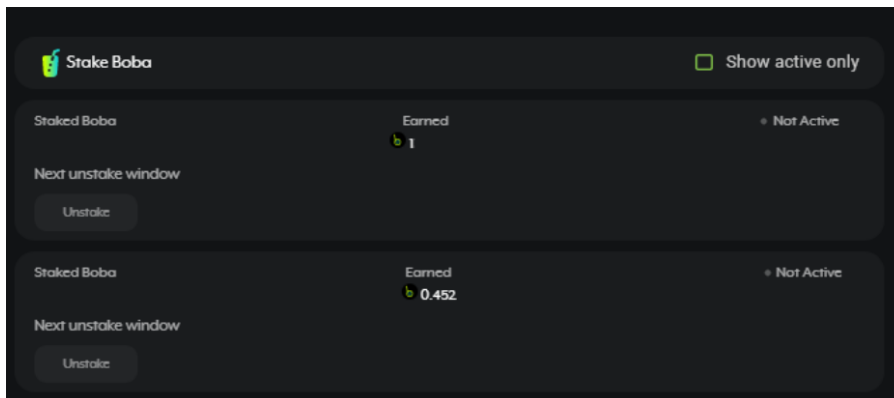 Stake Boba
Show active only
Staked Boba
Earned
Not Active
1
Next unstake window
Unstake
Staked Boba
Earned
Not Active
0.452
Next unstake window
Unstake